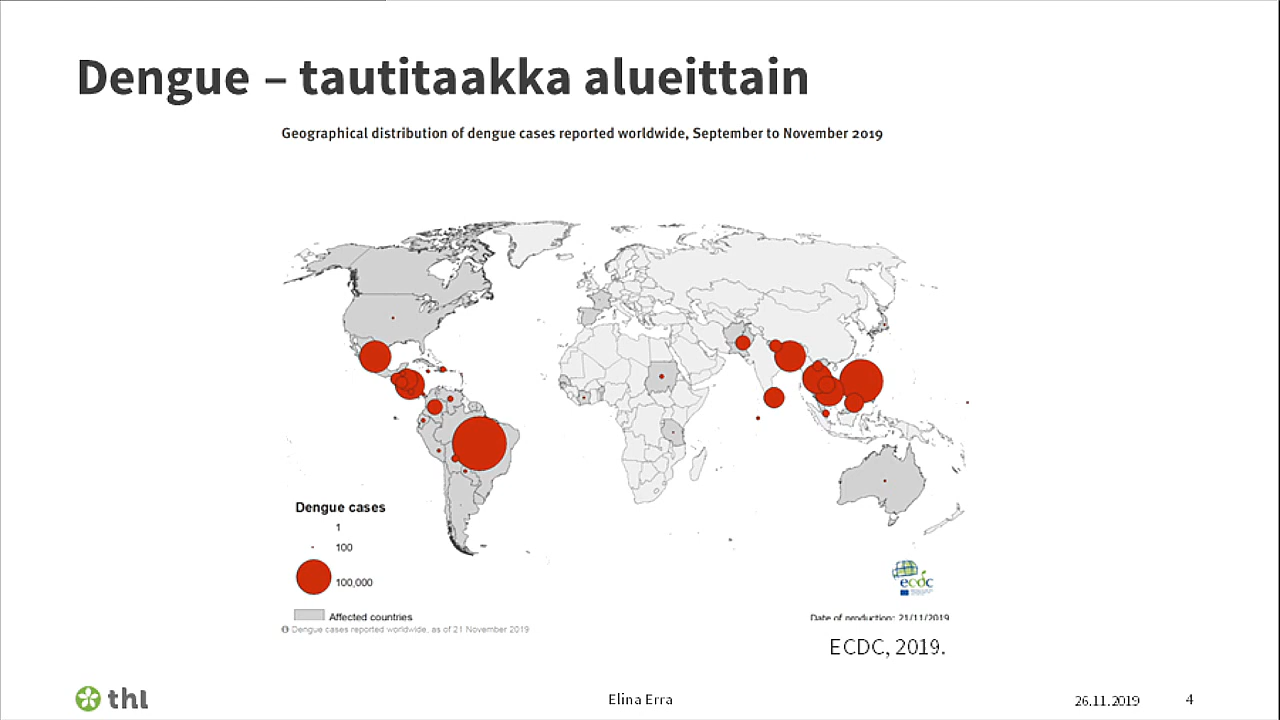 Dengue – tautitaakka alueittain
Geographical distribution of dengue cases reported worldwide, September to November 2019
Dengue cases
1
100
100,000
Affected countries
Dengue cases reported worldwide, as of 21 November 2019
ecdc
Date of production: 21/11/2019
ECDC, 2019.
thl
Elina Erra
26.11.2019
4